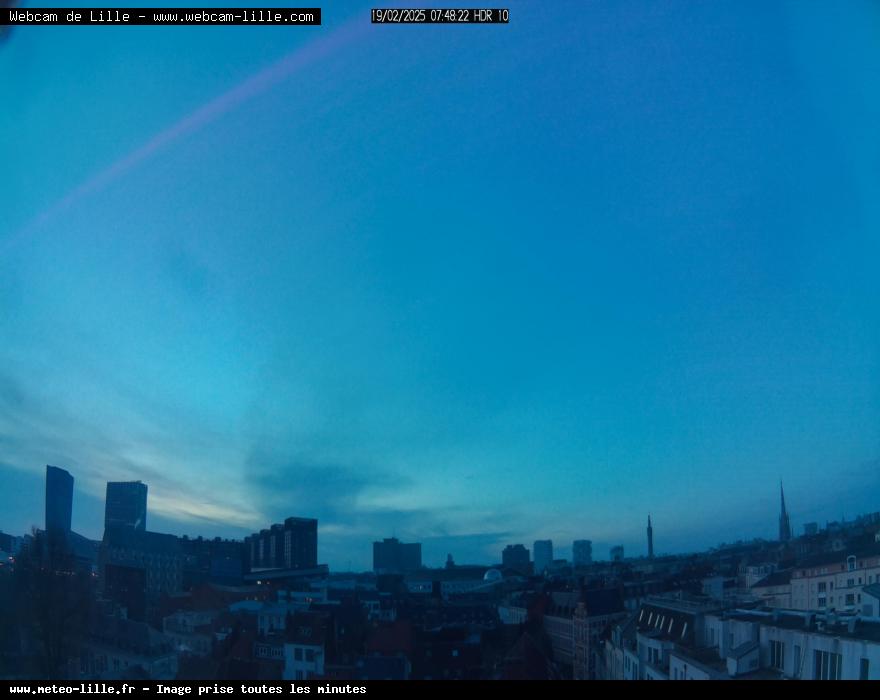 Webcam de Lille - www.webcam-lille.com
19/02/2025 07:48:22 HDR 10
www.meteo-lille.fr - Image prise toutes les minutes